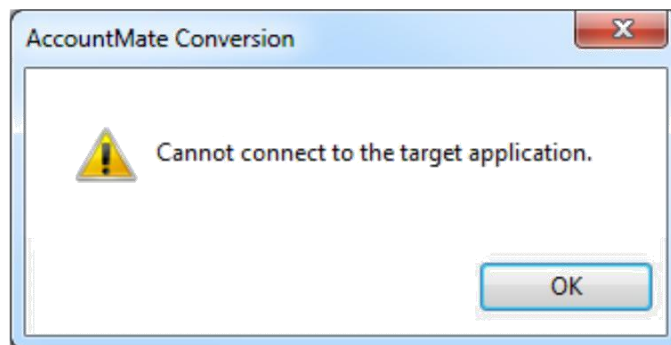 AccountMate Conversion
Cannot connect to the target application.
OK